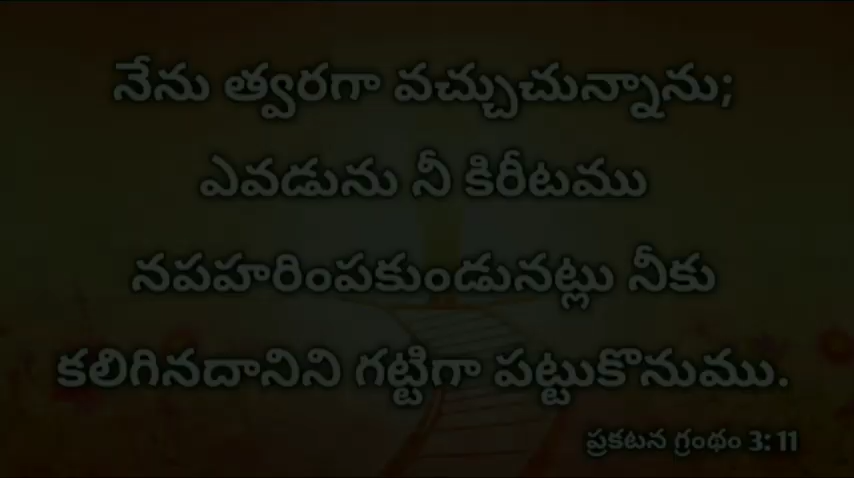 నేను త్వరగా వచ్చుచున్నాను;
ఎవడును నీ కిరీటము
నపహరింపకుండునట్లు నీకు
కలిగినదానిని గట్టిగా పట్టుకొనుము.
ప్రకటన గ్రంథం 3:11